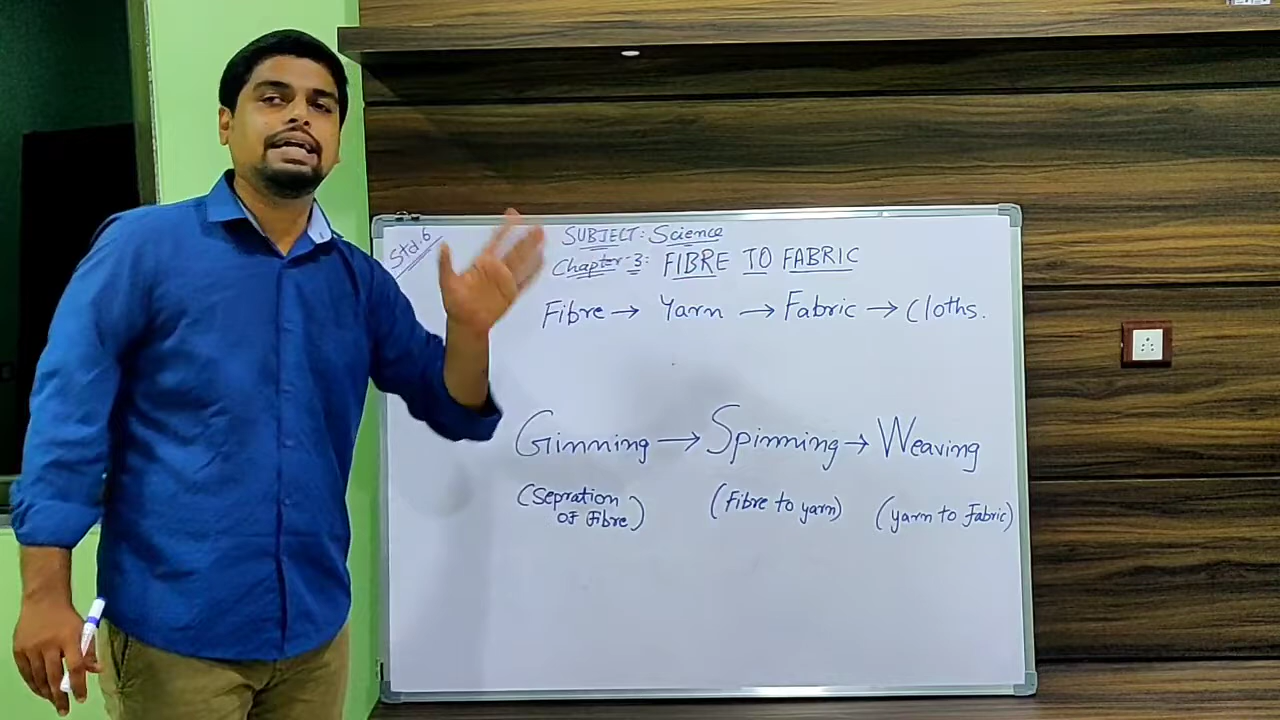 Std.6
SUBJECT: Science
Chapter-3: FIBRE TO FABRIC
Fibre → Yarn → Fabric → Cloths.
Ginning → Spinning → Weaving
(Sepration of Fibre) (Fibre to yarn) (yarn to Fabric)